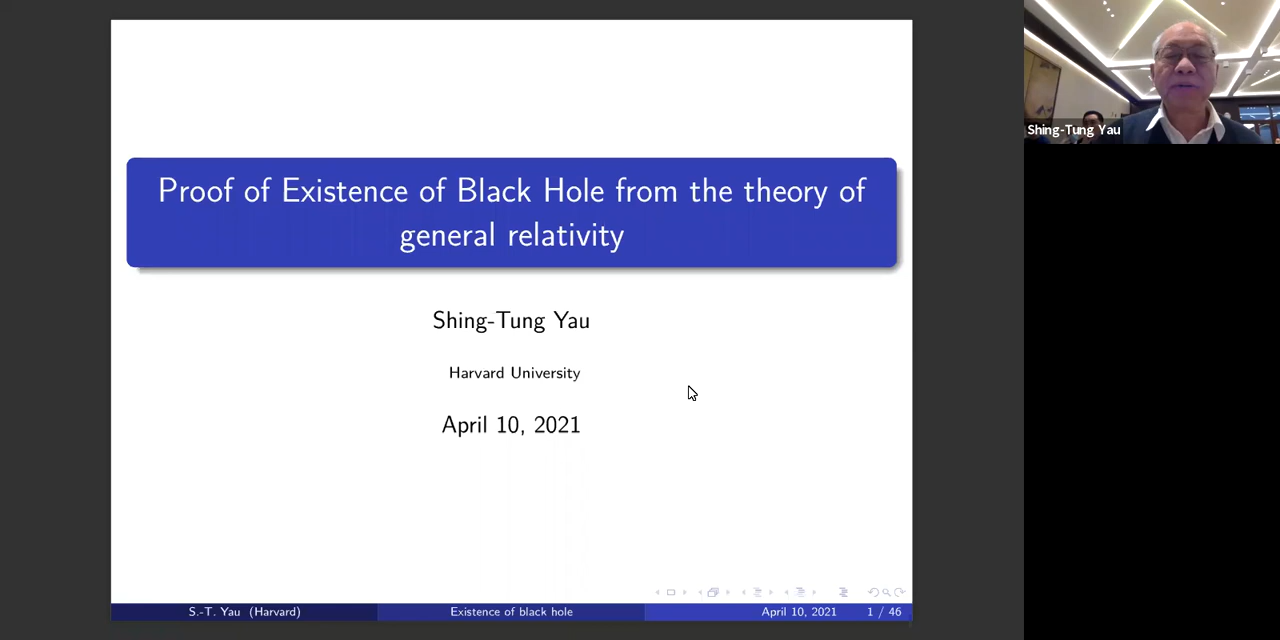 Proof of Existence of Black Hole from the theory of
general relativity
Shing-Tung Yau
Harvard University
April 10, 2021
S.-T. Yau (Harvard)
Existence of black hole
April 10, 2021
1 / 46
Shing-Tung Yau